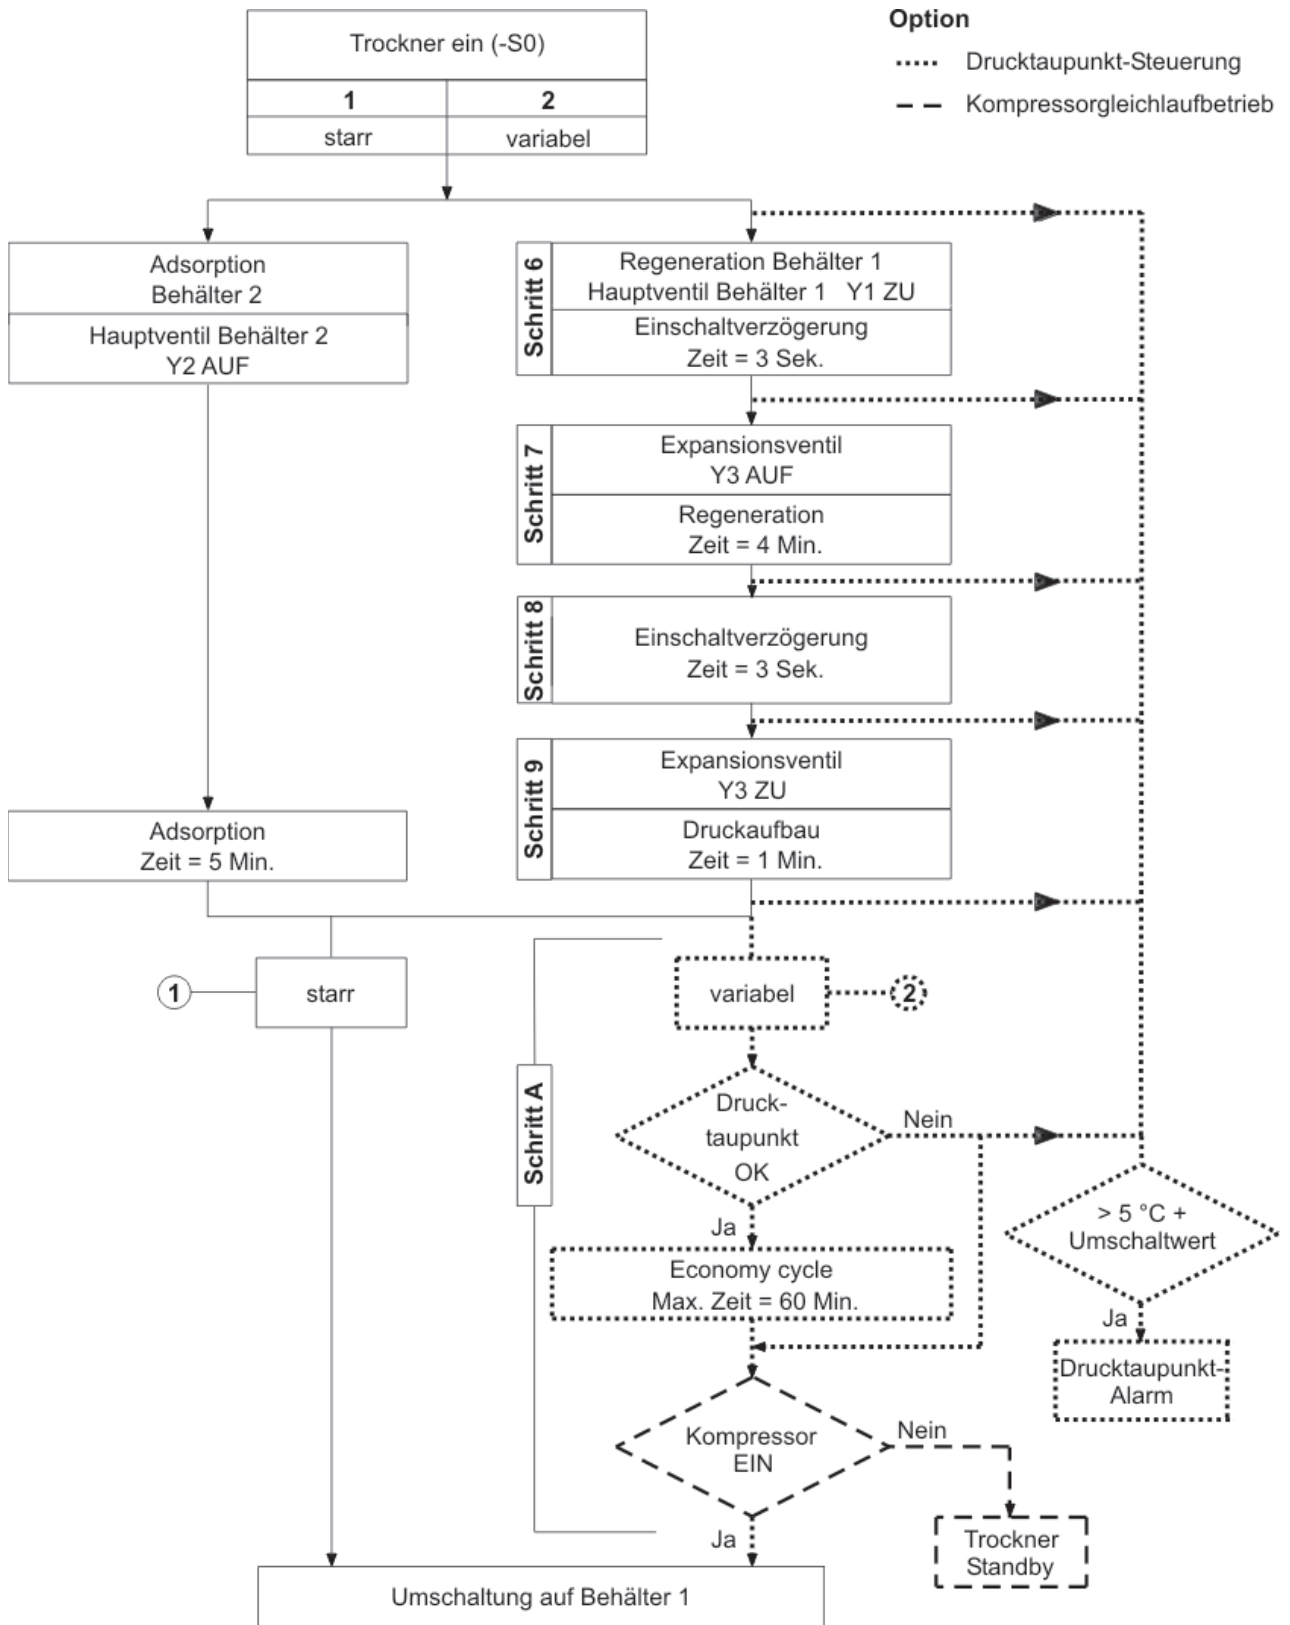 Option
Drucktaupunkt-Steuerung
Kompressorgleichlaufbetrieb
Trockner ein (-S0)
1
2
starr
variabel
Adsorption
Behälter 2
Hauptventil Behälter 2
Y2 AUF
Schritt 6
Regeneration Behälter 1
Hauptventil Behälter 1 Y1 ZU
Einschaltverzögerung
Zeit = 3 Sek.
Schritt 7
Expansionsventil
Y3 AUF
Regeneration
Zeit = 4 Min.
Schritt 8
Einschaltverzögerung
Zeit = 3 Sek.
Schritt 9
Expansionsventil
Y3 ZU
Druckaufbau
Zeit = 1 Min.
Adsorption
Zeit = 5 Min.
1
starr
variabel
2
Schritt A
Druck-
taupunkt
OK
Nein
Ja
> 5 °C +
Umschaltwert
Ja
Drucktaupunkt-
Alarm
Economy cycle
Max. Zeit = 60 Min.
Kompressor
EIN
Nein
Ja
Trockner
Standby
Umschaltung auf Behälter 1